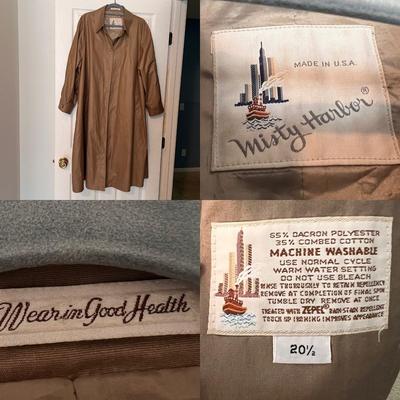 MADE IN U.S.A.
Misty Harbor®
Wear in Good Health
65% DACRON POLYESTER
35% COMBED COTTON
MACHINE WASHABLE
USE NORMAL CYCLE
WARM WATER SETTING
DO NOT USE BLEACH
RINSE THOROUGHLY TO RETAIN REPELLENCY
REMOVE AT COMPLETION OF FINAL SPIN
TUMBLE DRY REMOVE AT ONCE
TREATED WITH ZEPEL® RAIN STAIN REPELLENT
TOUCH UP IRONING IMPROVES APPEARANCE
20½